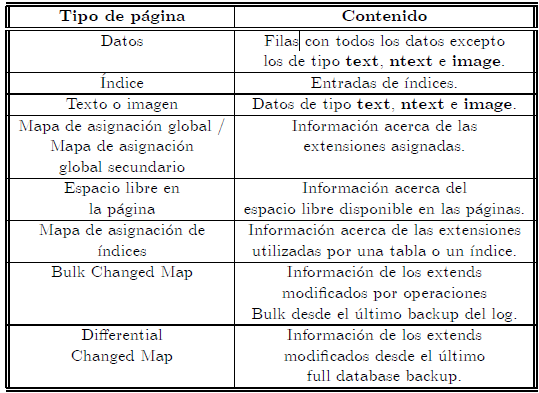 Tipo de página Contenido
Datos Filas con todos los datos excepto
los de tipo text, ntext e image.
Índice Entradas de índices.
Texto o imagen Datos de tipo text, ntext e image.
Mapa de asignación global / Información acerca de las
Mapa de asignación extensiones asignadas.
global secundario
Espacio libre en Información acerca del
la página espacio libre disponible en las páginas.
Mapa de asignación de Información acerca de las extensiones
índices utilizadas por una tabla o un índice.
Bulk Changed Map Información de los extends
modificados por operaciones
Bulk desde el último backup del log.
Differential Información de los extends
Changed Map modificados desde el último
full database backup.